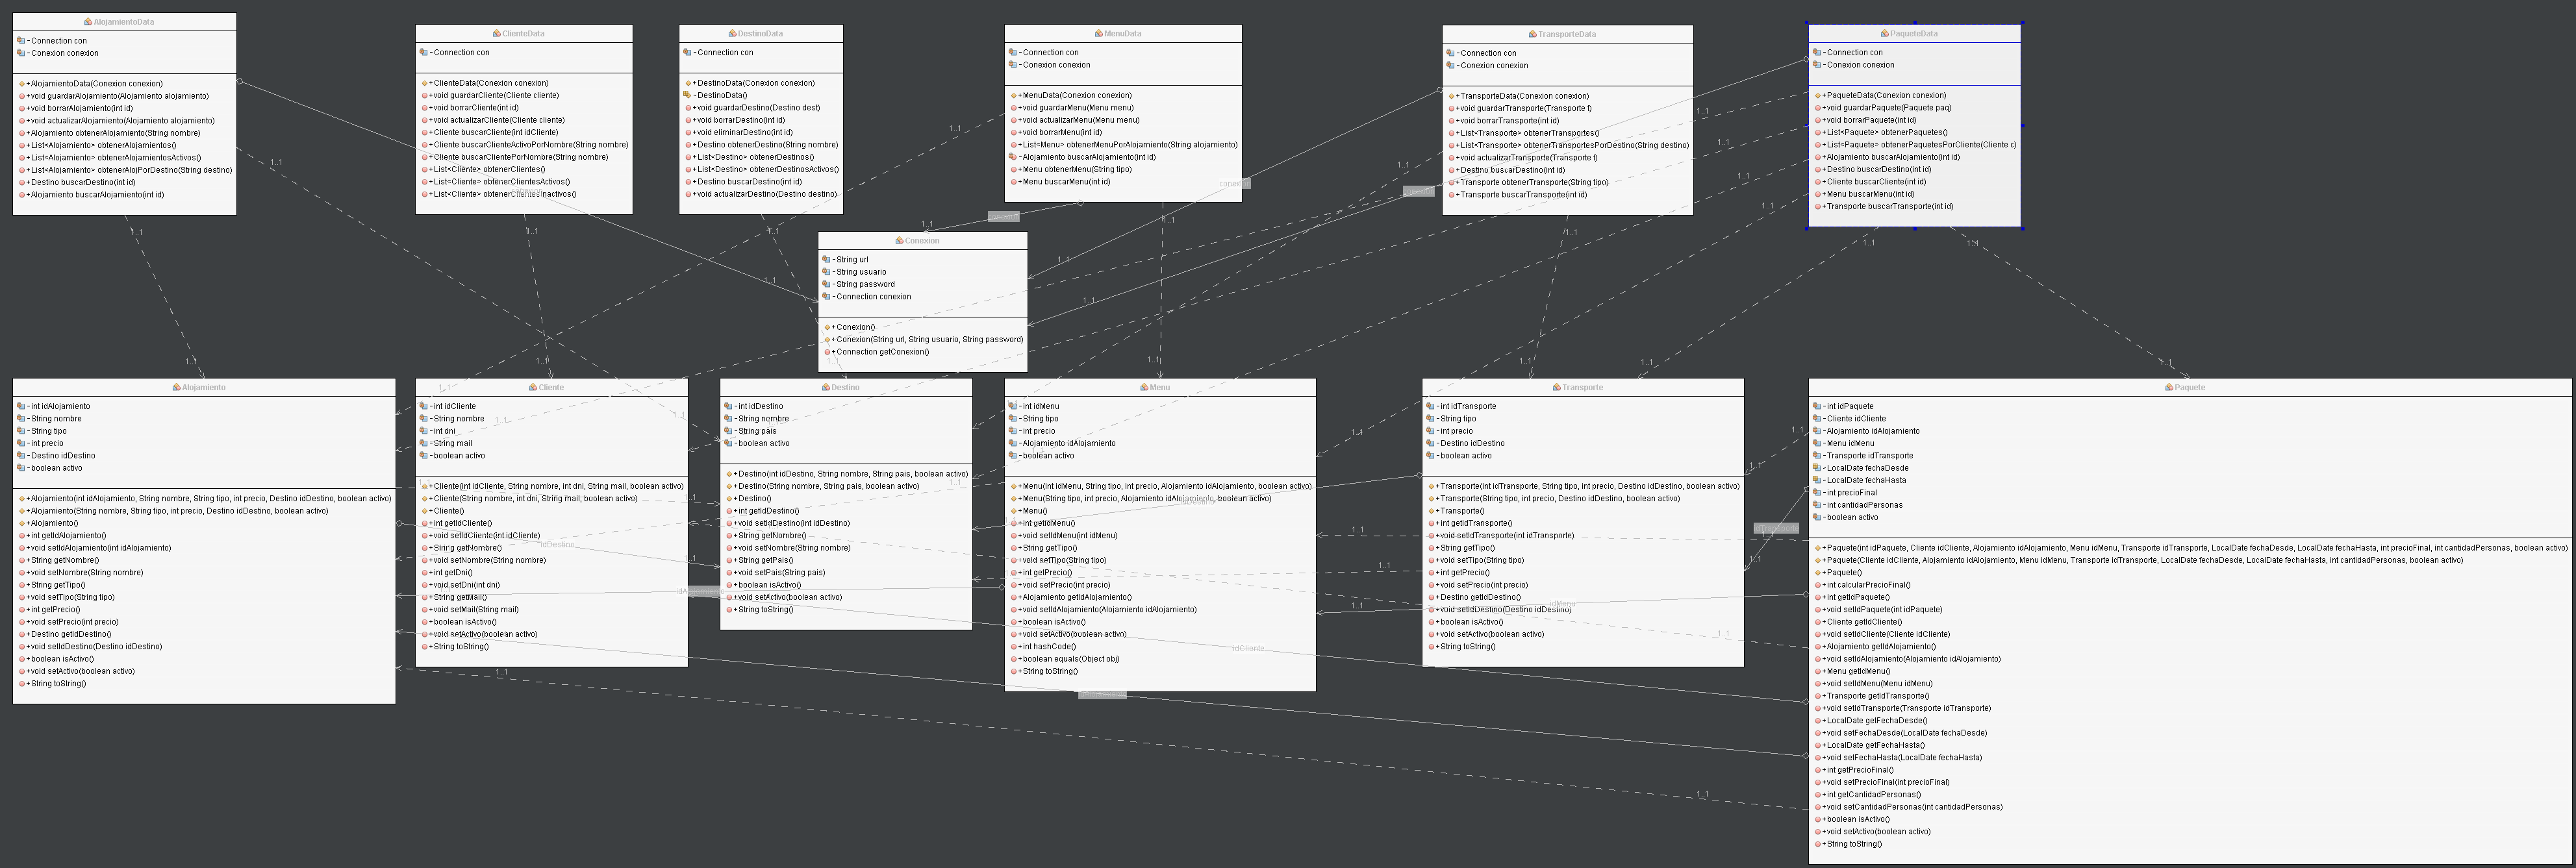 AlojamientoData
-Connection con
-Conexion conexion
+AlojamientoData(Conexion conexion)
+void guardarAlojamiento(Alojamiento alojamiento)
+void borrarAlojamiento(int id)
+void actualizarAlojamiento(Alojamiento alojamiento)
+Alojamiento obtenerAlojamiento(String nombre)
+List<Alojamiento> obtenerAlojamientos()
+List<Alojamiento> obtenerAlojamientosActivos()
+List<Alojamiento> obtenerAlojPorDestino(String destino)
+Destino buscarDestino(int id)
+Alojamiento buscarAlojamiento(int id)
ClienteData
-Connection con
+ClienteData(Conexion conexion)
+void guardarCliente(Cliente cliente)
+void borrarCliente(int id)
+void actualizarCliente(Cliente cliente)
+Cliente buscarCliente(int idCliente)
+Cliente buscarClienteActivoPorNombre(String nombre)
+Cliente buscarClientePorNombre(String nombre)
+List<Cliente> obtenerClientes()
+List<Cliente> obtenerClientesActivos()
+List<Cliente> obtenerClientesInactivos()
DestinoData
-Connection con
+DestinoData(Conexion conexion)
-DestinoData()
+void guardarDestino(Destino dest)
+void borrarDestino(int id)
+void eliminarDestino(int id)
+Destino obtenerDestino(String nombre)
+List<Destino> obtenerDestinos()
+List<Destino> obtenerDestinosActivos()
+Destino buscarDestino(int id)
+void actualizarDestino(Destino destino)
MenuData
-Connection con
-Conexion conexion
+MenuData(Conexion conexion)
+void guardarMenu(Menu menu)
+void actualizarMenu(Menu menu)
+void borrarMenu(int id)
+List<Menu> obtenerMenuPorAlojamiento(String alojamiento)
-Alojamiento buscarAlojamiento(int id)
+Menu obtenerMenu(String tipo)
+Menu buscarMenu(int id)
TransporteData
-Connection con
-Conexion conexion
+TransporteData(Conexion conexion)
+void guardarTransporte(Transporte t)
+void borrarTransporte(int id)
+List<Transporte> obtenerTransportes()
+List<Transporte> obtenerTransportesPorDestino(String destino)
+void actualizarTransporte(Transporte t)
+Destino buscarDestino(int id)
+Transporte obtenerTransporte(String tipo)
+Transporte buscarTransporte(int id)
PaqueteData
-Connection con
-Conexion conexion
+PaqueteData(Conexion conexion)
+void guardarPaquete(Paquete paq)
+void borrarPaquete(int id)
+List<Paquete> obtenerPaquetes()
+List<Paquete> obtenerPaquetesPorCliente(Cliente c)
+Alojamiento buscarAlojamiento(int id)
+Destino buscarDestino(int id)
+Cliente buscarCliente(int id)
+Menu buscarMenu(int id)
+Transporte buscarTransporte(int id)
Conexion
-String url
-String usuario
-String password
-Connection conexion
+Conexion()
+Conexion(String url, String usuario, String password)
+Connection getConexion()
Alojamiento
-int idAlojamiento
-String nombre
-String tipo
-int precio
-Destino idDestino
-boolean activo
+Alojamiento(int idAlojamiento, String nombre, String tipo, int precio, Destino idDestino, boolean activo)
+Alojamiento(String nombre, String tipo, int precio, Destino idDestino, boolean activo)
+Alojamiento()
+int getIdAlojamiento()
+void setIdAlojamiento(int idAlojamiento)
+String getNombre()
+void setNombre(String nombre)
+String getTipo()
+void setTipo(String tipo)
+int getPrecio()
+void setPrecio(int precio)
+Destino getIdDestino()
+void setIdDestino(Destino idDestino)
+boolean isActivo()
+void setActivo(boolean activo)
+String toString()
Cliente
-int idCliente
-String nombre
-int dni
-String mail
-boolean activo
+Cliente(int idCliente, String nombre, int dni, String mail, boolean activo)
+Cliente(String nombre, int dni, String mail, boolean activo)
+Cliente()
+int getIdCliente()
+void setIdCliente(int idCliente)
+String getNombre()
+void setNombre(String nombre)
+int getDni()
+void setDni(int dni)
+String getMail()
+void setMail(String mail)
+boolean isActivo()
+void setActivo(boolean activo)
+String toString()
Destino
-int idDestino
-String nombre
-String pais
-boolean activo
+Destino(int idDestino, String nombre, String pais, boolean activo)
+Destino(String nombre, String pais, boolean activo)
+Destino()
+int getIdDestino()
+void setIdDestino(int idDestino)
+String getNombre()
+void setNombre(String nombre)
+String getPais()
+void setPais(String pais)
+boolean isActivo()
+void setActivo(boolean activo)
+String toString()
Menu
-int idMenu
-String tipo
-int precio
-Alojamiento idAlojamiento
-boolean activo
+Menu(int idMenu, String tipo, int precio, Alojamiento idAlojamiento, boolean activo)
+Menu(String tipo, int precio, Alojamiento idAlojamiento, boolean activo)
+Menu()
+int getIdMenu()
+void setIdMenu(int idMenu)
+String getTipo()
+void setTipo(String tipo)
+int getPrecio()
+void setPrecio(int precio)
+Alojamiento getIdAlojamiento()
+void setIdAlojamiento(Alojamiento idAlojamiento)
+boolean isActivo()
+void setActivo(boolean activo)
+int hashCode()
+boolean equals(Object obj)
+String toString()
Transporte
-int idTransporte
-String tipo
-int precio
-Destino idDestino
-boolean activo
+Transporte(int idTransporte, String tipo, int precio, Destino idDestino, boolean activo)
+Transporte(String tipo, int precio, Destino idDestino, boolean activo)
+Transporte()
+int getIdTransporte()
+void setIdTransporte(int idTransporte)
+String getTipo()
+void setTipo(String tipo)
+int getPrecio()
+void setPrecio(int precio)
+Destino getIdDestino()
+void setIdDestino(Destino idDestino)
+boolean isActivo()
+void setActivo(boolean activo)
+String toString()
Paquete
-int idPaquete
-Cliente idCliente
-Alojamiento idAlojamiento
-Menu idMenu
-Transporte idTransporte
-LocalDate fechaDesde
-LocalDate fechaHasta
-int precioFinal
-int cantidadPersonas
-boolean activo
+Paquete(int idPaquete, Cliente idCliente, Alojamiento idAlojamiento, Menu idMenu, Transporte idTransporte, LocalDate fechaDesde, LocalDate fechaHasta, int precioFinal, int cantidadPersonas, boolean activo)
+Paquete(Cliente idCliente, Alojamiento idAlojamiento, Menu idMenu, Transporte idTransporte, LocalDate fechaDesde, LocalDate fechaHasta, int cantidadPersonas, boolean activo)
+Paquete()
+int calcularPrecioFinal()
+int getIdPaquete()
+void setIdPaquete(int idPaquete)
+Cliente getIdCliente()
+void setIdCliente(Cliente idCliente)
+Alojamiento getIdAlojamiento()
+void setIdAlojamiento(Alojamiento idAlojamiento)
+Menu getIdMenu()
+void setIdMenu(Menu idMenu)
+Transporte getIdTransporte()
+void setIdTransporte(Transporte idTransporte)
+LocalDate getFechaDesde()
+void setFechaDesde(LocalDate fechaDesde)
+LocalDate getFechaHasta()
+void setFechaHasta(LocalDate fechaHasta)
+int getPrecioFinal()
+void setPrecioFinal(int precioFinal)
+int getCantidadPersonas()
+void setCantidadPersonas(int cantidadPersonas)
+boolean isActivo()
+void setActivo(boolean activo)
+String toString()
1..1
1..1
1..1
1..1
1..1
1..1
1..1
1..1
1..1
1..1
1..1
1..1
idDestino
idMenu
idCliente